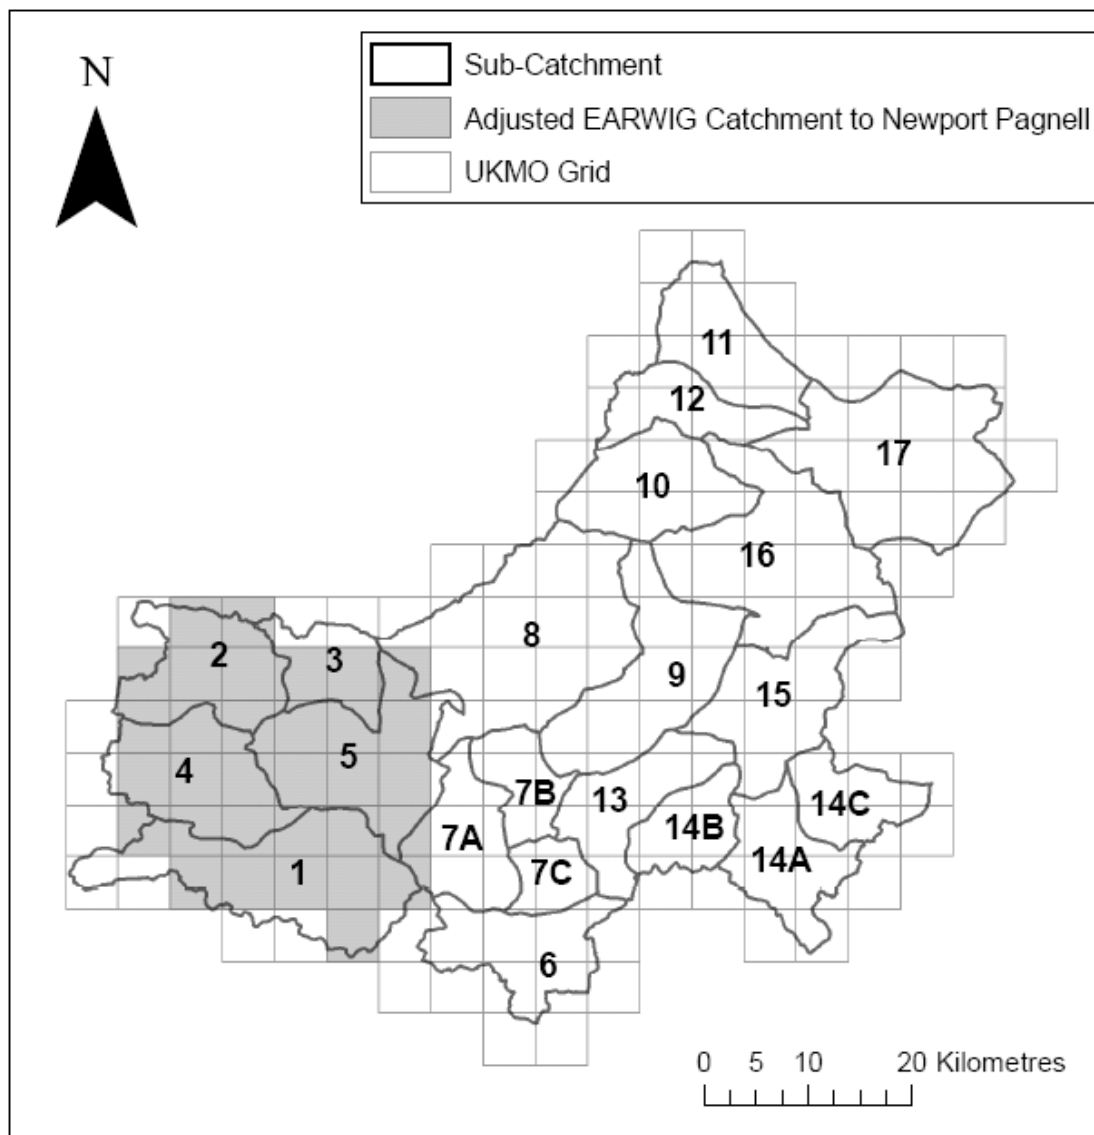 N
Sub-Catchment
Adjusted EARWIG Catchment to Newport Pagnell
UKMO Grid
11
12
17
10
16
8
2
3
9
15
5
4
7B
13
14C
14B
7A
14A
1
7C
6
0 5 10 20 Kilometres